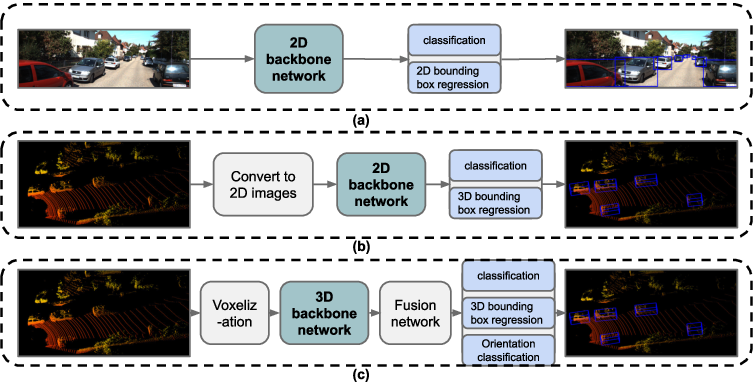 2D
backbone
network
classification
2D bounding
box regression
(a)
Convert to
2D images
2D
backbone
network
classification
3D bounding
box regression
(b)
Voxeliz
-ation
3D
backbone
network
Fusion
network
classification
3D bounding
box regression
Orientation
classification
(c)